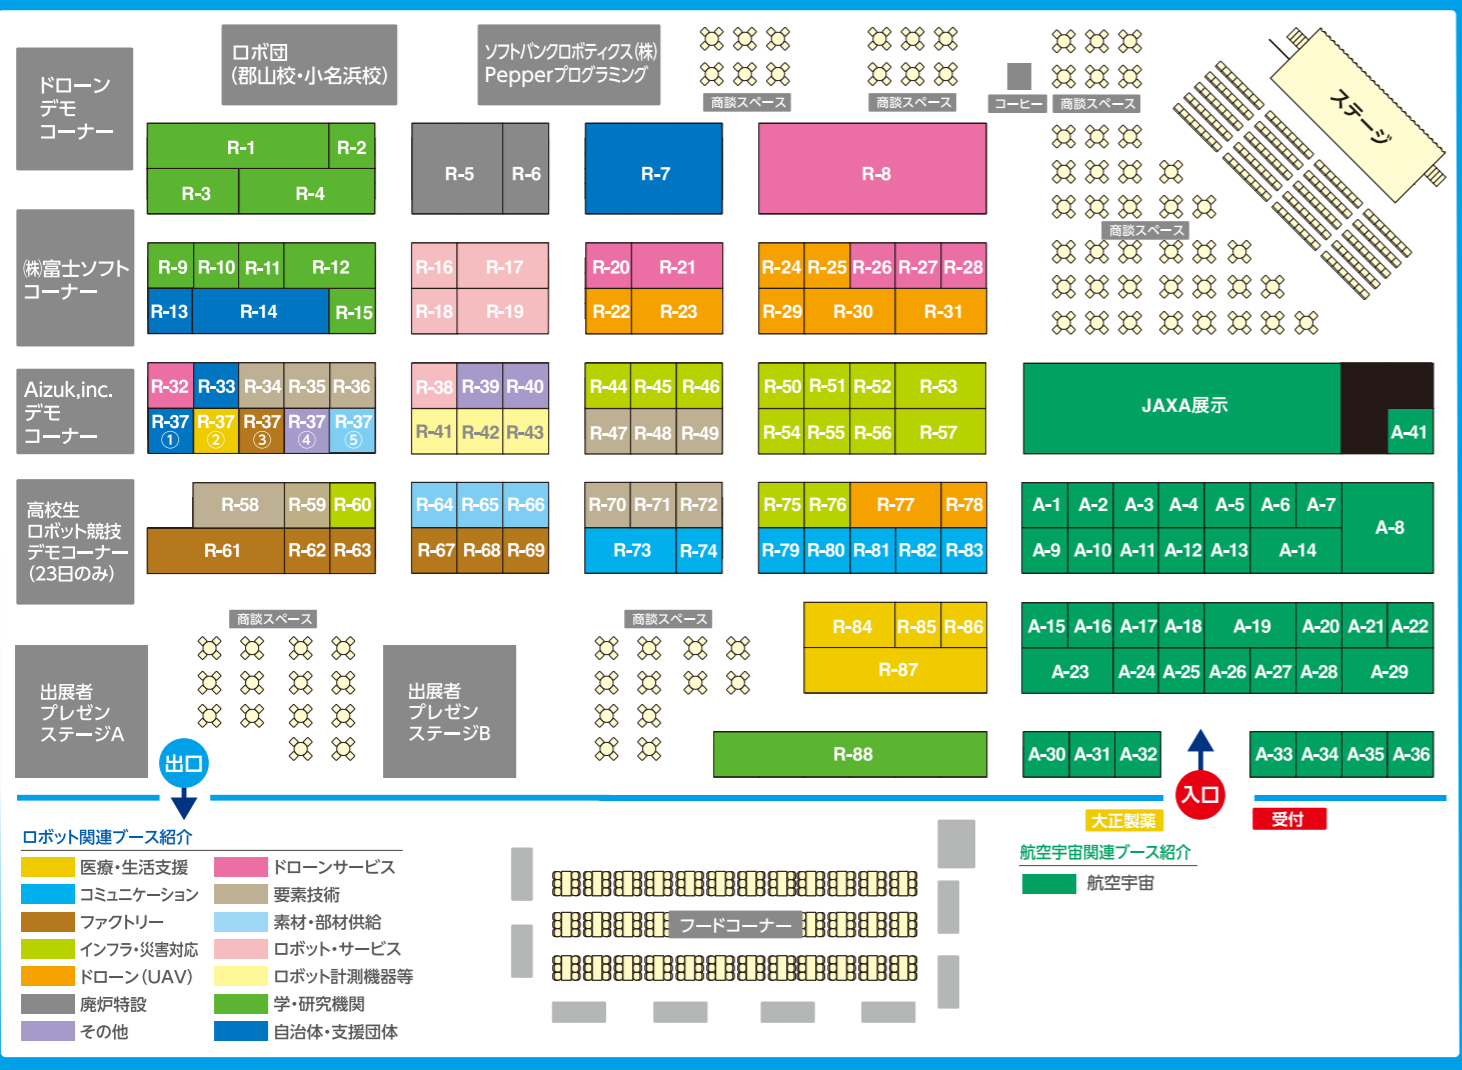 ドローン
デモ
コーナー
ロボ団
(郡山校・小名浜校)
ソフトバンクロボティクス(株)
Pepperプログラミング
商談スペース
商談スペース
コーヒー
商談スペース
ステージ
商談スペース
R-1
R-2
R-3
R-4
R-5
R-6
R-7
R-8
(株)富士ソフト
コーナー
R-9
R-10
R-11
R-12
R-13
R-14
R-15
R-16
R-17
R-18
R-19
R-20
R-21
R-22
R-23
R-24
R-25
R-26
R-27
R-28
R-29
R-30
R-31
Aizuk,inc.
デモ
コーナー
R-32
R-33
R-34
R-35
R-36
R-37
①
R-37
②
R-37
③
R-37
④
R-37
⑤
R-38
R-39
R-40
R-41
R-42
R-43
R-44
R-45
R-46
R-47
R-48
R-49
R-50
R-51
R-52
R-53
R-54
R-55
R-56
R-57
JAXA展示
A-41
高校生
ロボット競技
デモコーナー
(23日のみ)
R-58
R-59
R-60
R-61
R-62
R-63
R-64
R-65
R-66
R-67
R-68
R-69
R-70
R-71
R-72
R-73
R-74
R-75
R-76
R-77
R-78
R-79
R-80
R-81
R-82
R-83
A-1
A-2
A-3
A-4
A-5
A-6
A-7
A-8
A-9
A-10
A-11
A-12
A-13
A-14
商談スペース
商談スペース
R-84
R-85
R-86
R-87
A-15
A-16
A-17
A-18
A-19
A-20
A-21
A-22
A-23
A-24
A-25
A-26
A-27
A-28
A-29
出展者
プレゼン
ステージA
出展者
プレゼン
ステージB
R-88
A-30
A-31
A-32
A-33
A-34
A-35
A-36
出口
入口
大正製薬
受付
ロボット関連ブース紹介
医療・生活支援
コミュニケーション
ファクトリー
インフラ・災害対応
ドローン(UAV)
廃炉特設
その他
ドローンサービス
要素技術
素材・部材供給
ロボット・サービス
ロボット計測機器等
学・研究機関
自治体・支援団体
フードコーナー
航空宇宙関連ブース紹介
航空宇宙